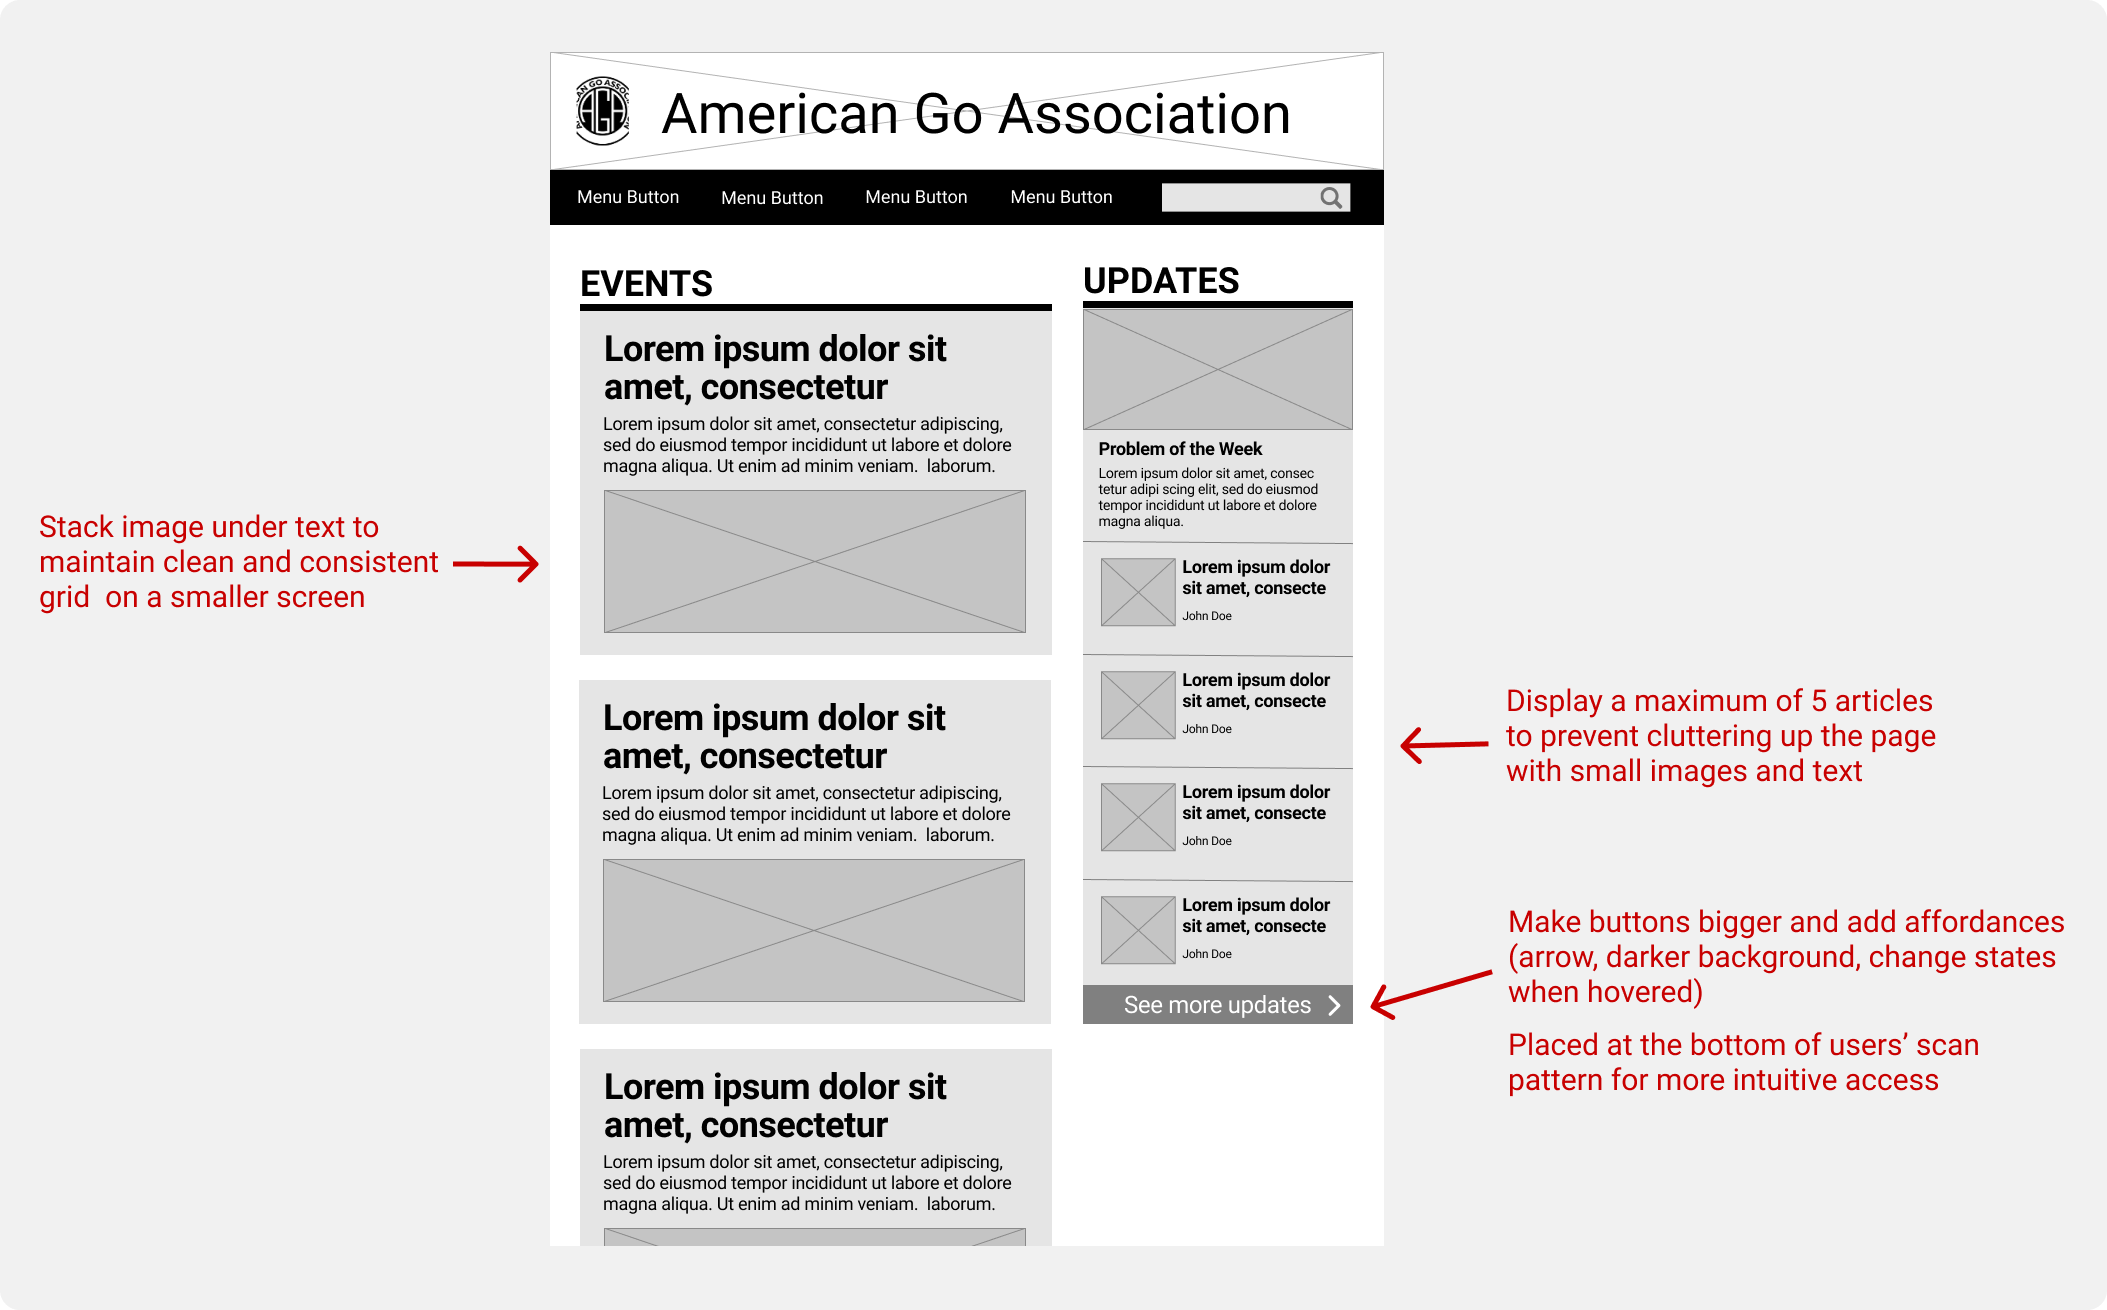 AGA
American Go Association
Menu Button Menu Button Menu Button Menu Button
EVENTS
Lorem ipsum dolor sit
amet, consectetur
Lorem ipsum dolor sit amet, consectetur adipiscing,
sed do eiusmod tempor incididunt ut labore et dolore
magna aliqua. Ut enim ad minim veniam.  laborum.
Lorem ipsum dolor sit
amet, consectetur
Lorem ipsum dolor sit amet, consectetur adipiscing,
sed do eiusmod tempor incididunt ut labore et dolore
magna aliqua. Ut enim ad minim veniam.  laborum.
Lorem ipsum dolor sit
amet, consectetur
Lorem ipsum dolor sit amet, consectetur adipiscing,
sed do eiusmod tempor incididunt ut labore et dolore
magna aliqua. Ut enim ad minim veniam.  laborum.
UPDATES
Problem of the Week
Lorem ipsum dolor sit amet, consec
tetur adipi scing elit, sed do eiusmod
tempor incididunt ut labore et dolore
magna aliqua.
Lorem ipsum dolor
sit amet, consecte
John Doe
Lorem ipsum dolor
sit amet, consecte
John Doe
Lorem ipsum dolor
sit amet, consecte
John Doe
Lorem ipsum dolor
sit amet, consecte
John Doe
See more updates
Stack image under text to
maintain clean and consistent
grid  on a smaller screen
Display a maximum of 5 articles
to prevent cluttering up the page
with small images and text
Make buttons bigger and add affordances
(arrow, darker background, change states
when hovered)
Placed at the bottom of users’ scan
pattern for more intuitive access